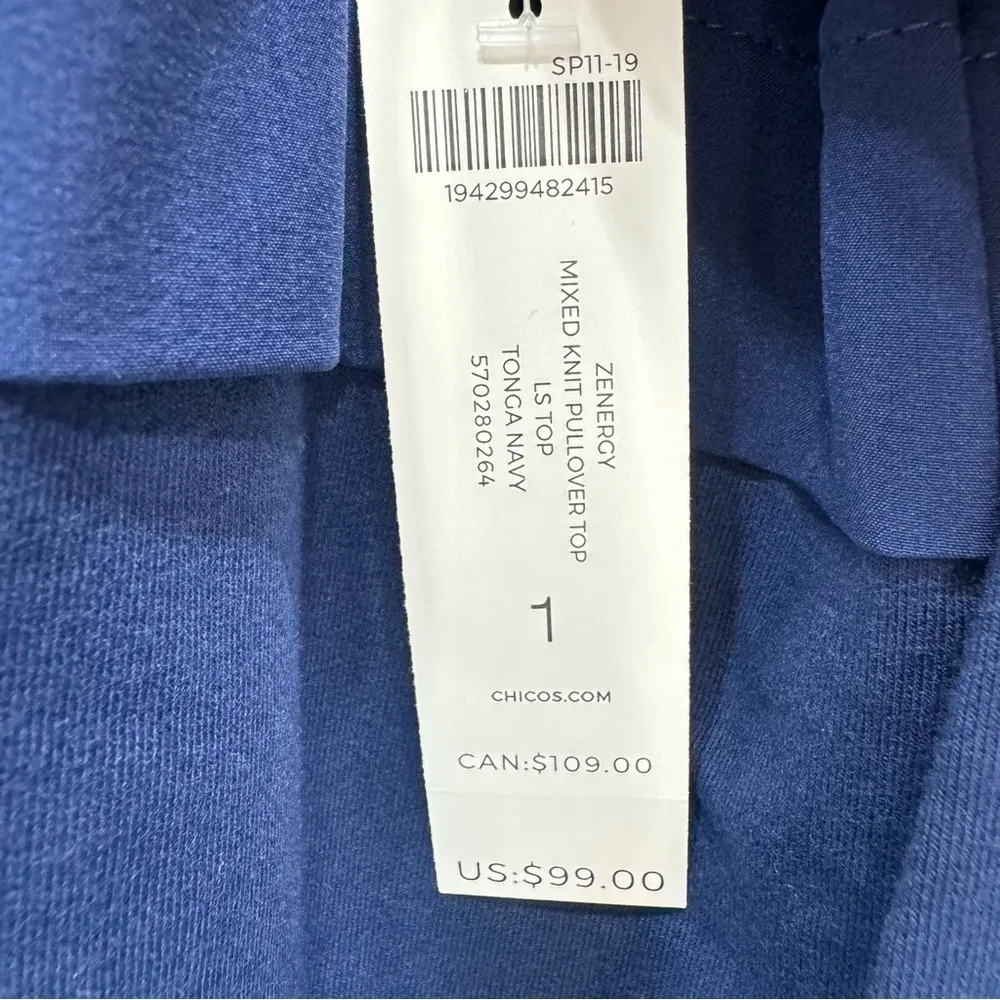 SP11-19
194299482415
ZENERGY
MIXED KNIT PULLOVER TOP
LS TOP
TONGA NAVY
570280264
1
CHICOS.COM
CAN:$109.00
US:$99.00